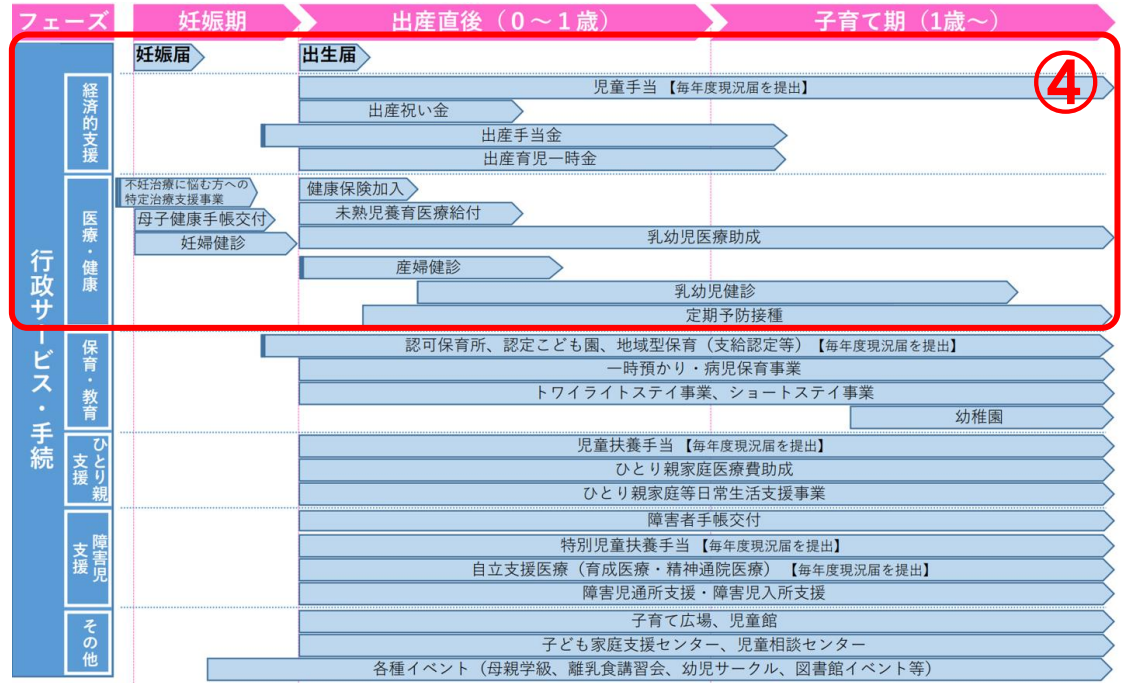 フェーズ
妊娠期
出産直後(0～1歳)
子育て期(1歳～)
④
行政サービス・手続
妊娠届
出生届
経済的支援
児童手当【毎年度現況届を提出】
出産祝い金
出産手当金
出産育児一時金
医療・健康
不妊治療に悩む方への
特定治療支援事業
健康保険加入
母子健康手帳交付
未熟児養育医療給付
妊婦健診
乳幼児医療助成
産婦健診
乳幼児健診
定期予防接種
保育・教育
認可保育所、認定こども園、地域型保育(支給認定等)【毎年度現況届を提出】
一時預かり・病児保育事業
トワイライトステイ事業、ショートステイ事業
幼稚園
ひとり親
支援
児童扶養手当【毎年度現況届を提出】
ひとり親家庭医療費助成
ひとり親家庭等日常生活支援事業
障害児
支援
障害者手帳交付
特別児童扶養手当【毎年度現況届を提出】
自立支援医療(育成医療・精神通院医療)【毎年度現況届を提出】
障害児通所支援・障害児入所支援
その他
子育て広場、児童館
子ども家庭支援センター、児童相談センター
各種イベント(母親学級、離乳食講習会、幼児サークル、図書館イベント等)